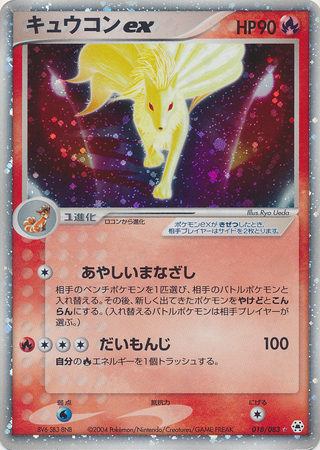 キュウコンex HP90
Illus.Ryo Ueda
1進化 ロコンから進化
ポケモンexがきぜつしたとき、
相手プレイヤーはサイドを2枚とります。
あやしいまなざし
相手のベンチポケモンを1匹選び、相手のバトルポケモンと
入れ替える。その後、新しく出てきたポケモンをやけどとこん
らんにする。(入れ替えるバトルポケモンは相手プレイヤーが
選ぶ。)
だいもんじ 100
自分のエネルギーを1個トラッシュする。
弱点 抵抗力 にげる
©2004 Pokémon/Nintendo/Creatures/GAME FREAK. 018/083